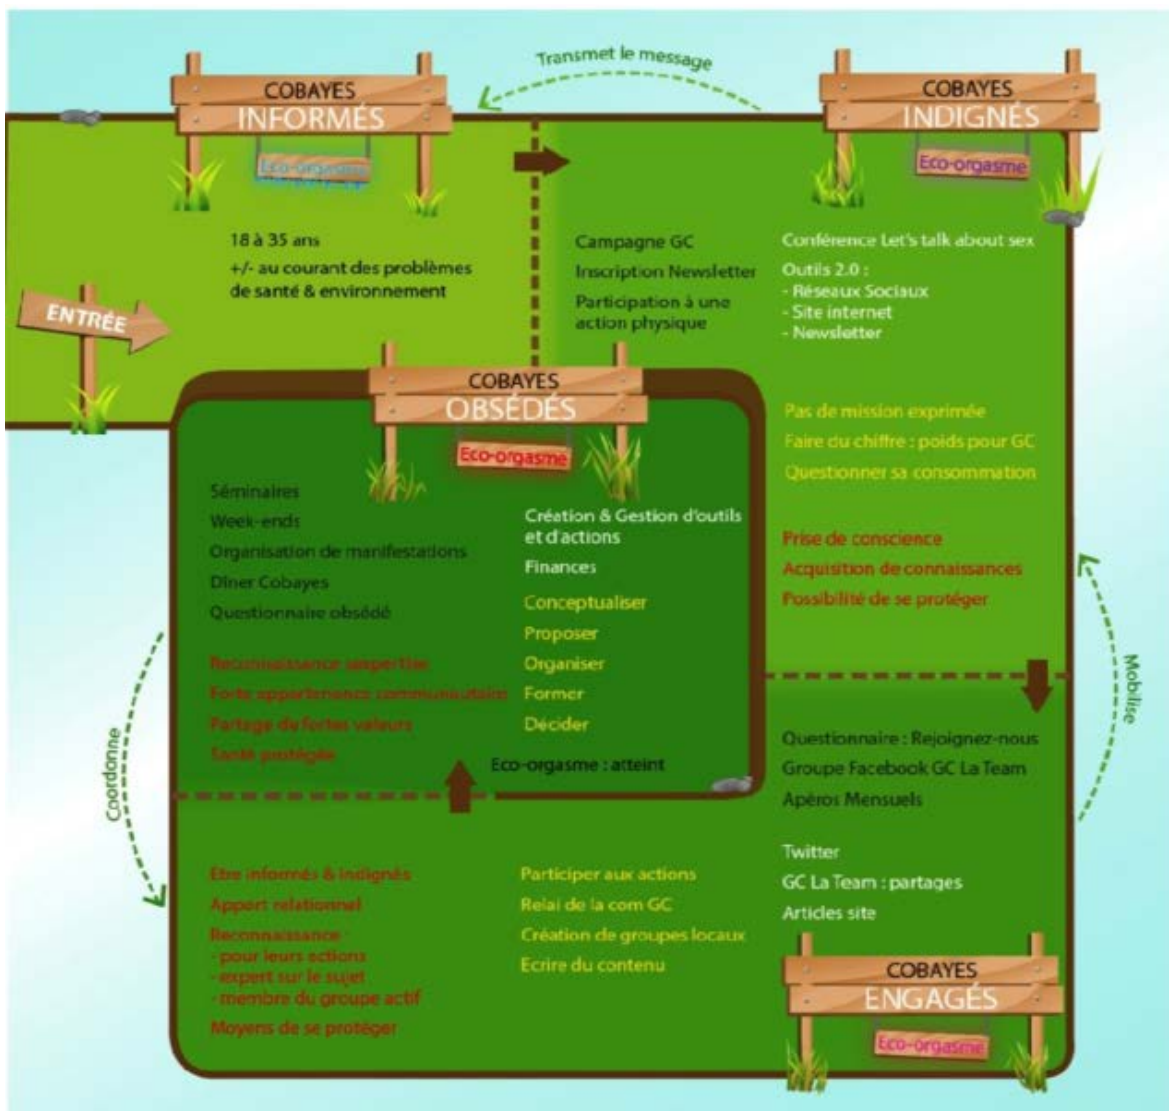 Transmet le message
COBAYES
INFORMÉS
Eco-orgasme
COBAYES
INDIGNÉS
Eco-orgasme
ENTRÉE
18 à 35 ans
+/- au courant des problèmes
de santé & environnement
Campagne GC
Inscription Newsletter
Participation à une
action physique
Conférence Let's talk about sex
Outils 2.0 :
- Réseaux Sociaux
- Site internet
- Newsletter
Pas de mission exprimée
Faire du chiffre : poids pour GC
Questionner sa consommation
Prise de conscience
Acquisition de connaissances
Possibilité de se protéger
COBAYES
OBSÉDÉS
Eco-orgasme
Séminaires
Week-ends
Organisation de manifestations
Dîner Cobayes
Questionnaire obsédé
Reconnaissance
Forte appartenance communautaire
Partage de fortes valeurs
Santé protégée
Création & Gestion d'outils
et d'actions
Finances
Conceptualiser
Proposer
Organiser
Former
Décider
Eco-orgasme : atteint
Coordonne
Mobilise
Questionnaire : Rejoignez-nous
Groupe Facebook GC La Team
Apéros Mensuels
Twitter
GC La Team : partages
Articles site
Etre informés & indignés
Apport relationnel
Reconnaissance
- pour leurs actions
- expert sur le sujet
- membre du groupe actif
Moyens de se protéger
Participer aux actions
Relai de la com GC
Création de groupes locaux
Ecrire du contenu
COBAYES
ENGAGÉS
Eco-orgasme